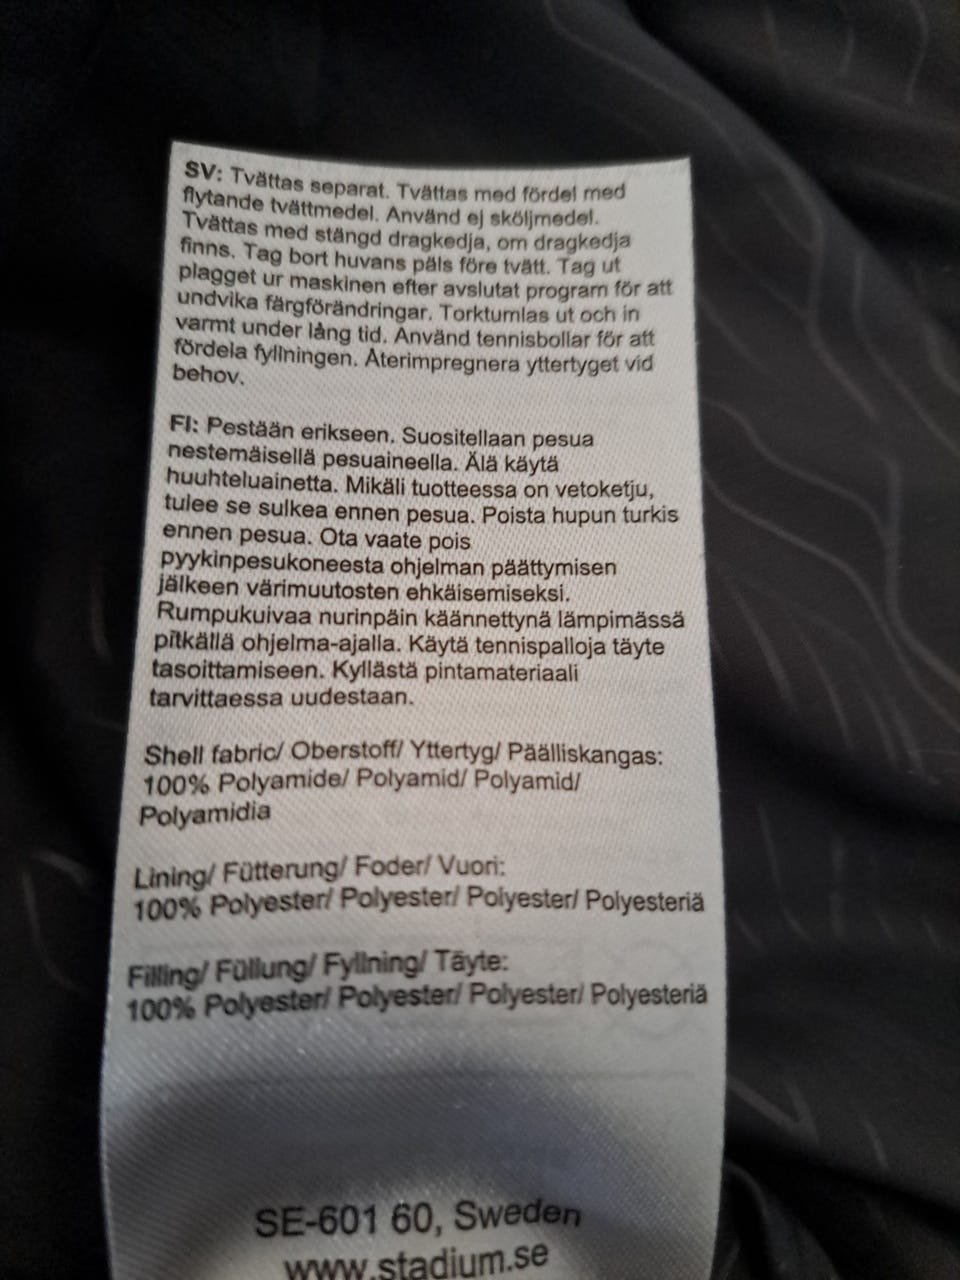 SV: Tvättas separat. Tvättas med fördel med
flytande tvättmedel. Använd ej sköljmedel.
Tvättas med stängd dragkedja, om dragkedja
finns. Tag bort huvans päls före tvätt. Tag ut
plagget ur maskinen efter avslutat program för att
undvika färgförändringar. Torktumlas ut och in
varmt under lång tid. Använd tennisbollar för att
fördela fyllningen. Återimpregnera yttertyget vid
behov.
FI: Pestään erikseen. Suositellaan pesua
nestemäisellä pesuaineella. Älä käytä
huuhteluainetta. Mikäli tuotteessa on vetoketju,
tulee se sulkea ennen pesua. Poista hupun turkis
ennen pesua. Ota vaate pois
pyykinpesukoneesta ohjelman päättymisen
jälkeen värimuutosten ehkäisemiseksi.
Rumpukuivaa nurinpäin käännettynä lämpimässä
pitkällä ohjelma-ajalla. Käytä tennispalloja täyte
tasoittamiseen. Kyllästä pintamateriaali
tarvittaessa uudestaan.
Shell fabric/ Oberstoff/ Yttertyg/ Päälliskangas:
100% Polyamide/ Polyamid/ Polyamid/
Polyamidia
Lining/ Fütterung/ Foder/ Vuori:
100% Polyester/ Polyester/ Polyester/ Polyesteriä
Filling/ Füllung/ Fyllning/ Täyte:
100% Polyester/ Polyester/ Polyester/ Polyesteriä
SE-601 60, Sweden
www.stadium.se